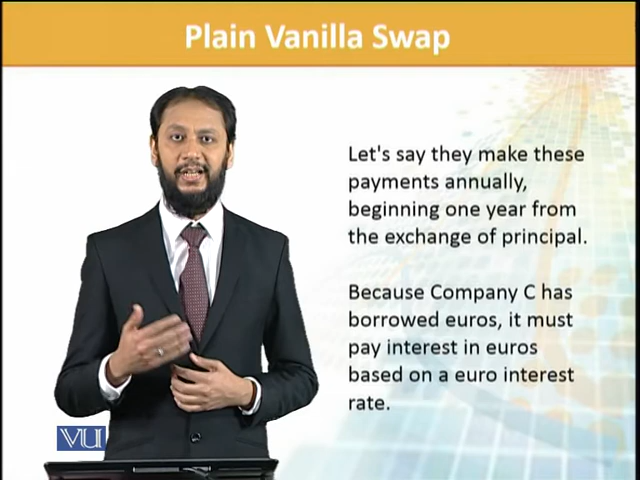 Plain Vanilla Swap
Let's say they make these
payments annually,
beginning one year from
the exchange of principal.
Because Company C has
borrowed euros, it must
pay interest in euros
based on a euro interest
rate.
VU